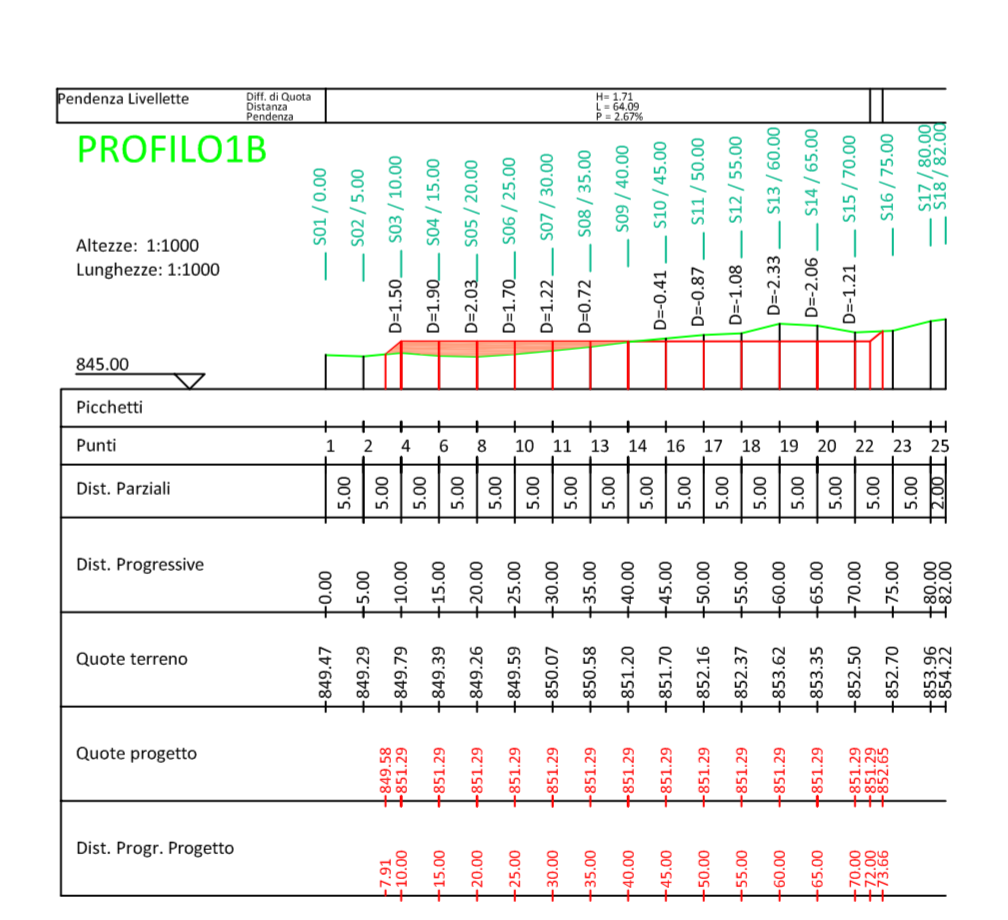 Pendenza Livellette
Diff. di Quota
Distanza
Pendenza
H= 1.71
L = 64.09
P = 2.67%
PROFILO1B
Altezze: 1:1000
Lunghezze: 1:1000
S01 / 0.00
S02 / 5.00
S03 / 10.00
S04 / 15.00
S05 / 20.00
S06 / 25.00
S07 / 30.00
S08 / 35.00
S09 / 40.00
S10 / 45.00
S11 / 50.00
S12 / 55.00
S13 / 60.00
S14 / 65.00
S15 / 70.00
S16 / 75.00
S17 / 80.00
S18 / 82.00
D=1.50
D=1.90
D=2.03
D=1.70
D=1.22
D=0.72
D=-0.41
D=-0.87
D=-1.08
D=-2.33
D=-2.06
D=-1.21
845.00
Picchetti
Punti 1 2 4 6 8 10 11 13 14 16 17 18 19 20 22 23 25
Dist. Parziali 5.00 5.00 5.00 5.00 5.00 5.00 5.00 5.00 5.00 5.00 5.00 5.00 5.00 5.00 5.00 5.00 2.00
Dist. Progressive 0.00 5.00 10.00 15.00 20.00 25.00 30.00 35.00 40.00 45.00 50.00 55.00 60.00 65.00 70.00 75.00 80.00 82.00
Quote terreno 849.47 849.29 849.79 849.39 849.26 849.59 850.07 850.58 851.20 851.70 852.16 852.37 853.62 853.35 852.50 852.70 853.96 854.22
Quote progetto 849.58 851.29 851.29 851.29 851.29 851.29 851.29 851.29 851.29 851.29 851.29 851.29 851.29 851.29 851.29 852.65
Dist. Progr. Progetto 7.91 10.00 15.00 20.00 25.00 30.00 35.00 40.00 45.00 50.00 55.00 60.00 65.00 70.00 72.00 73.66